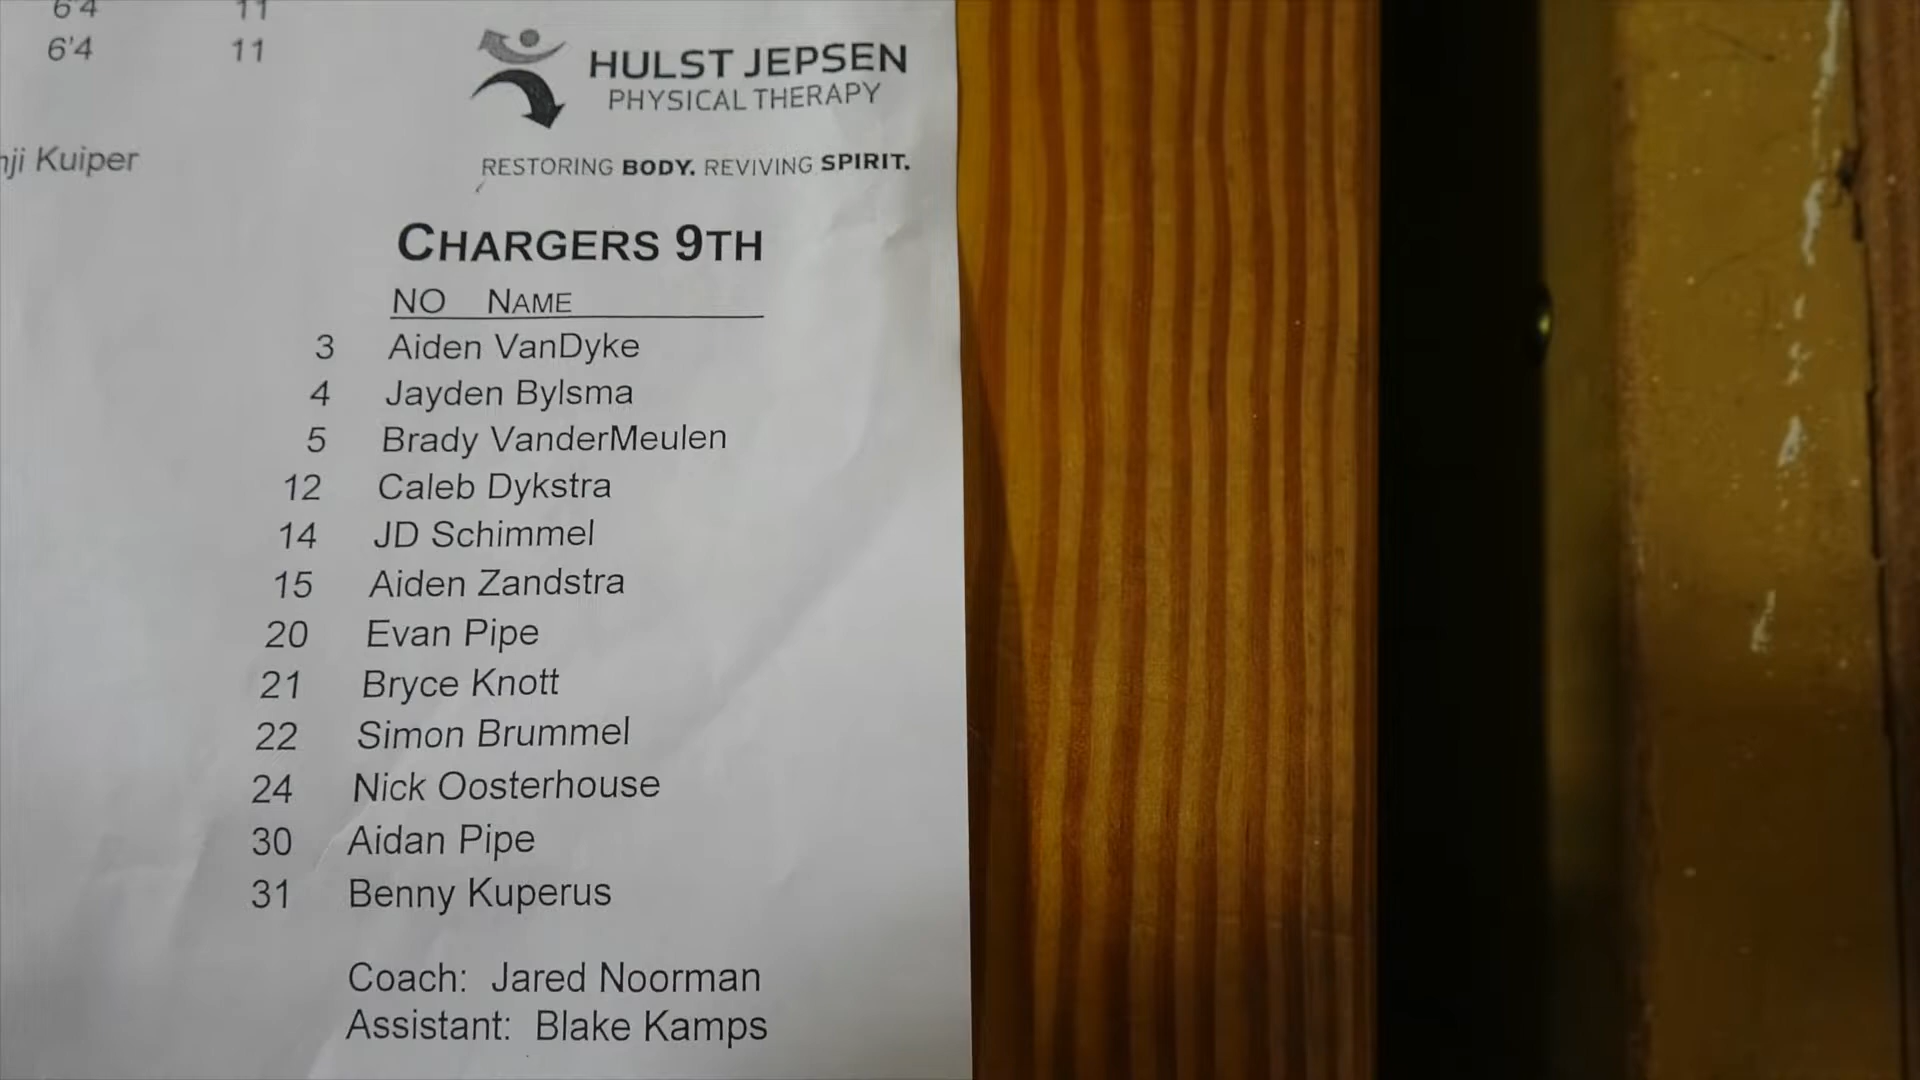 6'4 11
6'4 11
HULST JEPSEN
PHYSICAL THERAPY
RESTORING BODY. REVIVING SPIRIT.
Kuiper
CHARGERS 9TH
NO NAME
3 Aiden VanDyke
4 Jayden Bylsma
5 Brady VanderMeulen
12 Caleb Dykstra
14 JD Schimmel
15 Aiden Zandstra
20 Evan Pipe
21 Bryce Knott
22 Simon Brummel
24 Nick Oosterhouse
30 Aidan Pipe
31 Benny Kuperus
Coach: Jared Noorman
Assistant: Blake Kamps